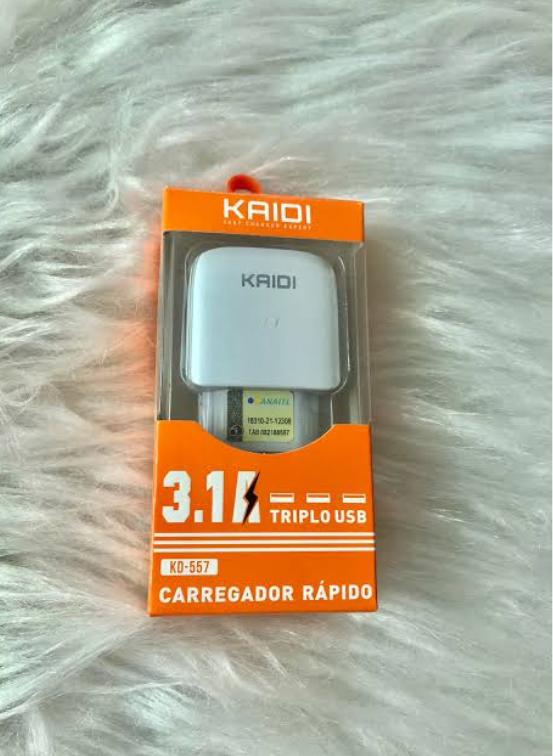 KAIDI
FAST CHARGER EXPERT
KAIDI
ANATEL
3.1A
TRIPLO USB
KD-557
CARREGADOR RÁPIDO